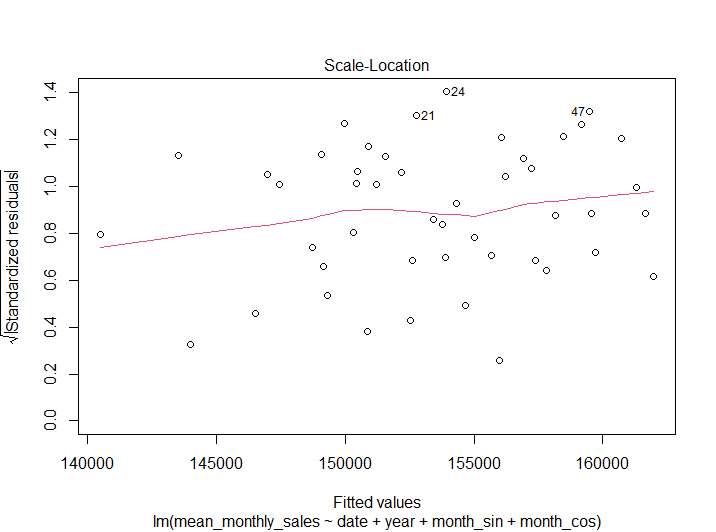 Scale-Location
√|Standardized residuals|
1.4
1.2
1.0
0.8
0.6
0.4
0.2
0.0
24
21
47
140000 145000 150000 155000 160000
Fitted values
lm(mean_monthly_sales ~ date + year + month_sin + month_cos)